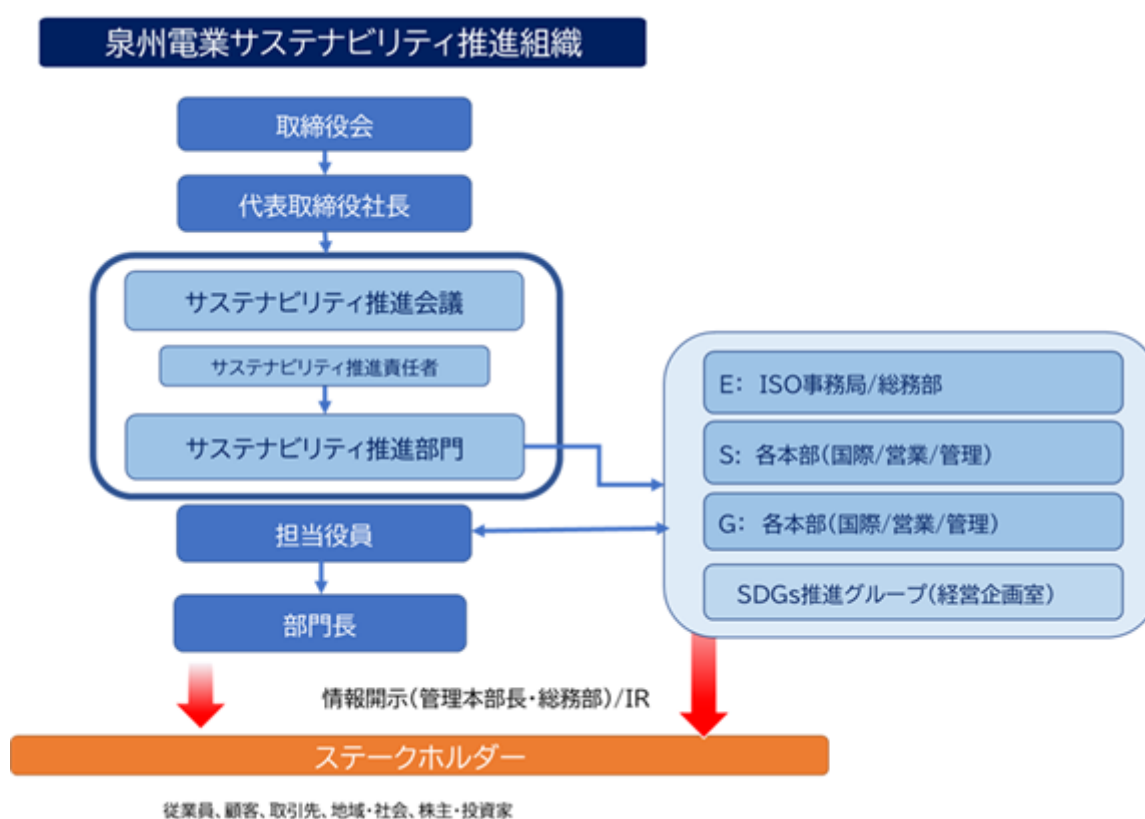 泉州電業サステナビリティ推進組織
取締役会
代表取締役社長
サステナビリティ推進会議
サステナビリティ推進責任者
サステナビリティ推進部門
担当役員
部門長
E: ISO事務局/総務部
S: 各本部(国際/営業/管理)
G: 各本部(国際/営業/管理)
SDGs推進グループ(経営企画室)
情報開示(管理本部長・総務部)/IR
ステークホルダー
従業員、顧客、取引先、地域・社会、株主・投資家